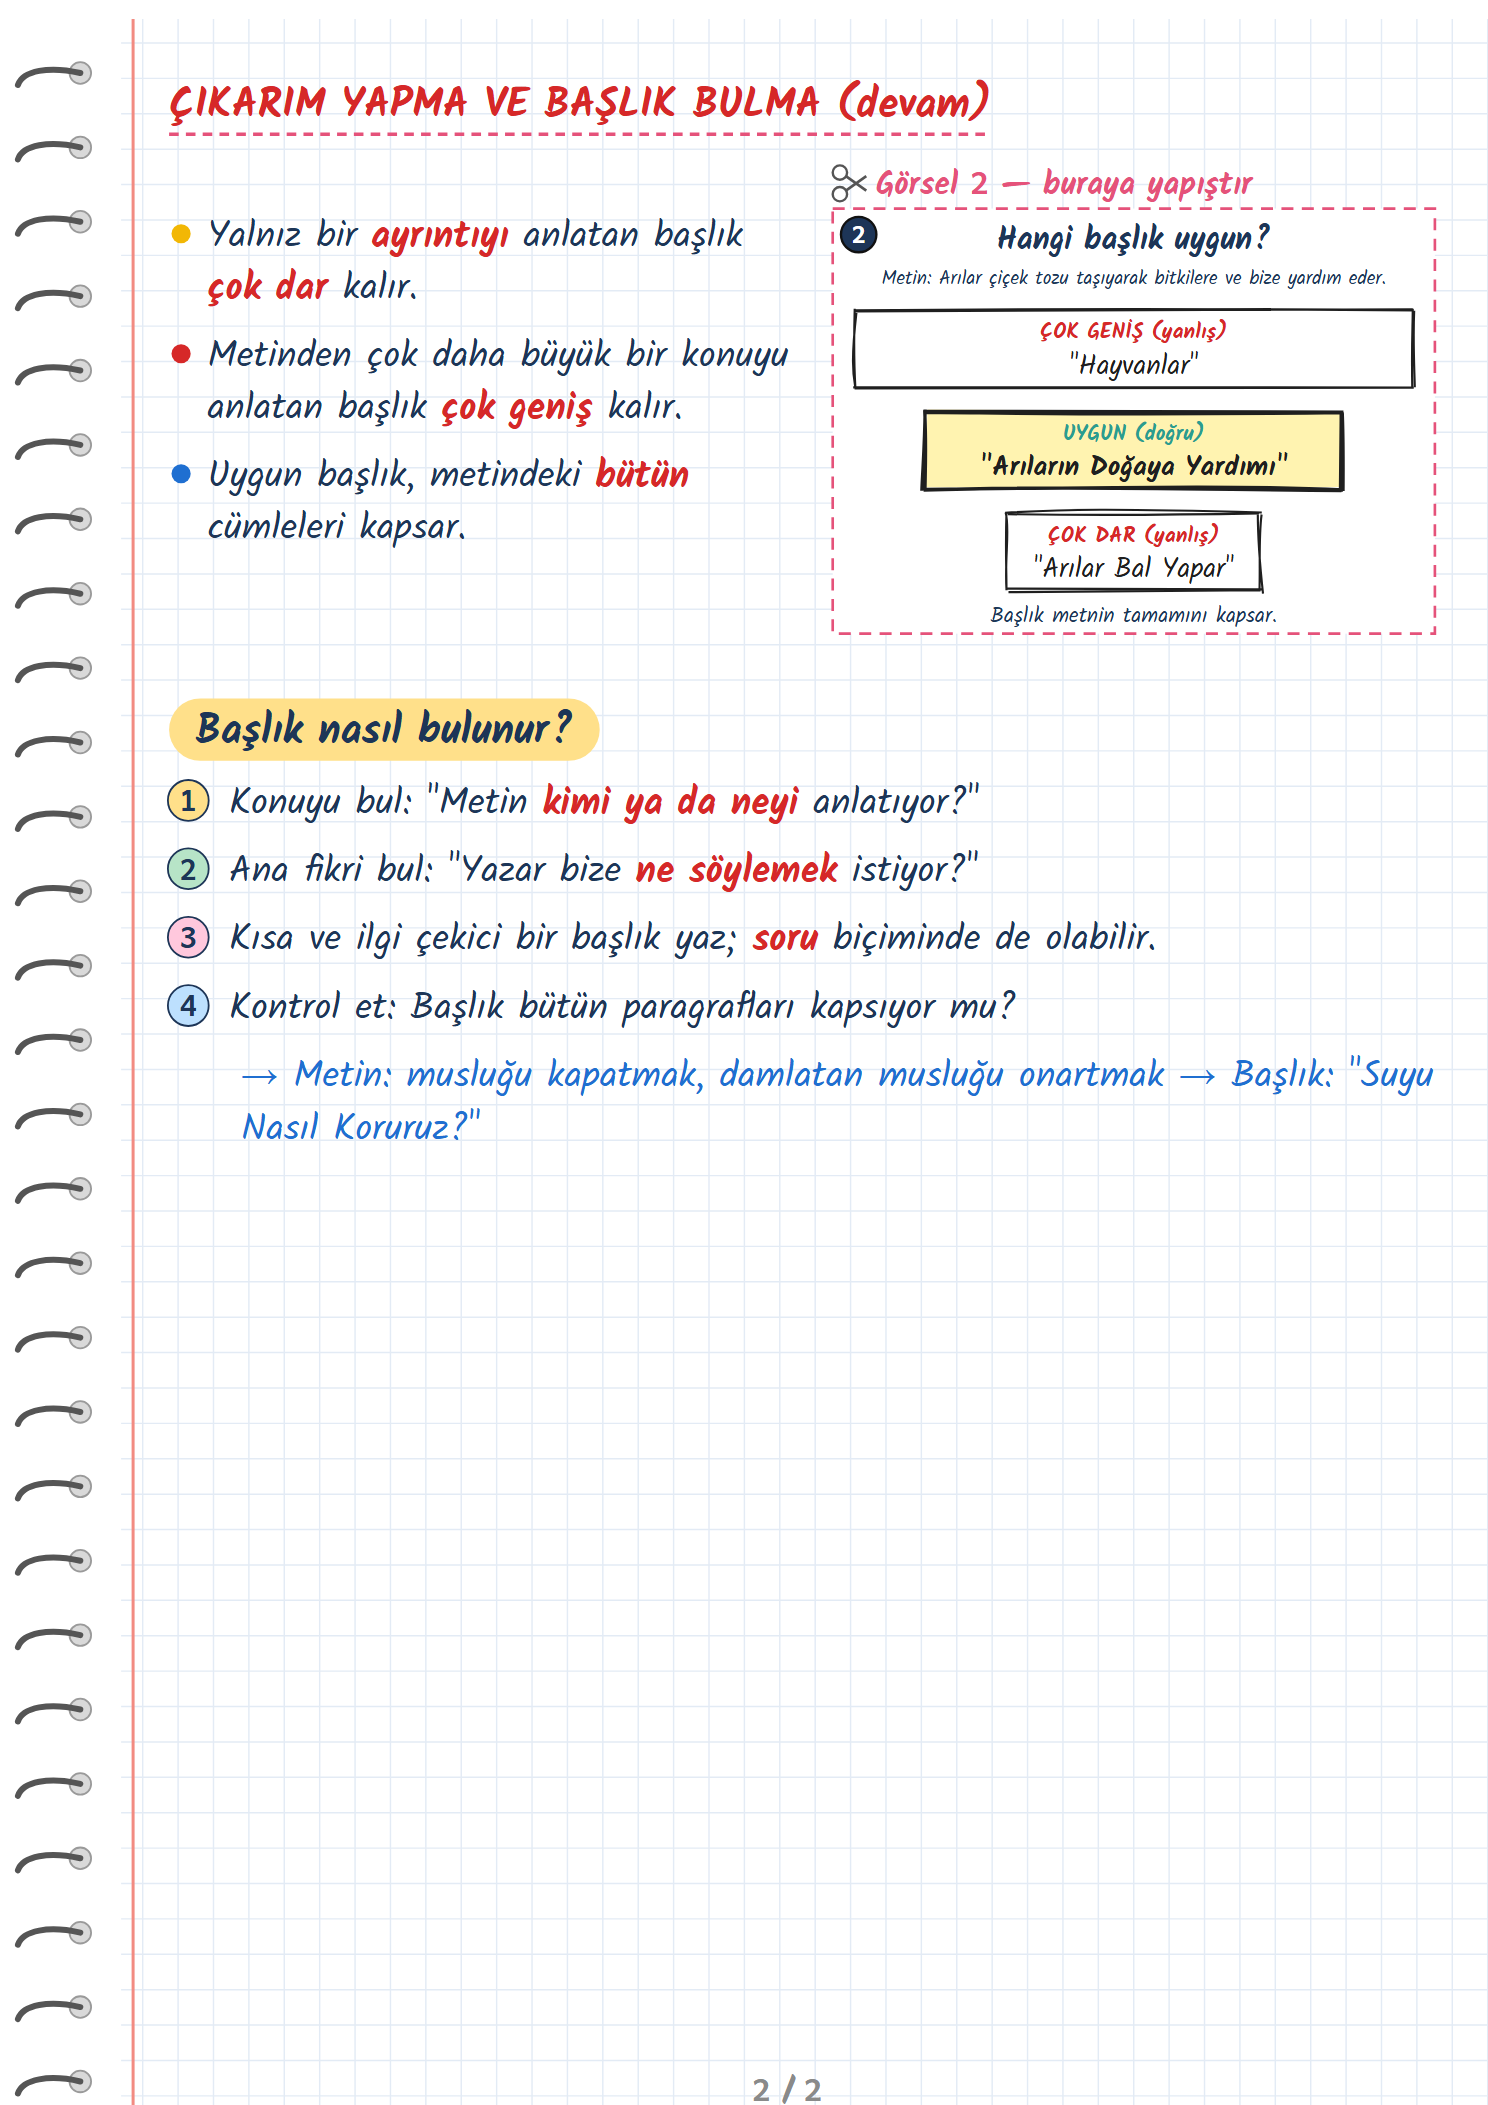 ÇIKARIM YAPMA VE BAŞLIK BULMA (devam)
Yalnız bir ayrıntıyı anlatan başlık
çok dar kalır.
Metinden çok daha büyük bir konuyu
anlatan başlık çok geniş kalır.
Uygun başlık, metindeki bütün
cümleleri kapsar.
Görsel 2 — buraya yapıştır
2 Hangi başlık uygun?
Metin: Arılar çiçek tozu taşıyarak bitkilere ve bize yardım eder.
ÇOK GENİŞ (yanlış)
"Hayvanlar"
UYGUN (doğru)
"Arıların Doğaya Yardımı"
ÇOK DAR (yanlış)
"Arılar Bal Yapar"
Başlık metnin tamamını kapsar.
Başlık nasıl bulunur?
1 Konuyu bul: "Metin kimi ya da neyi anlatıyor?"
2 Ana fikri bul: "Yazar bize ne söylemek istiyor?"
3 Kısa ve ilgi çekici bir başlık yaz; soru biçiminde de olabilir.
4 Kontrol et: Başlık bütün paragrafları kapsıyor mu?
→ Metin: musluğu kapatmak, damlatan musluğu onartmak → Başlık: "Suyu
Nasıl Koruruz?"
2 / 2